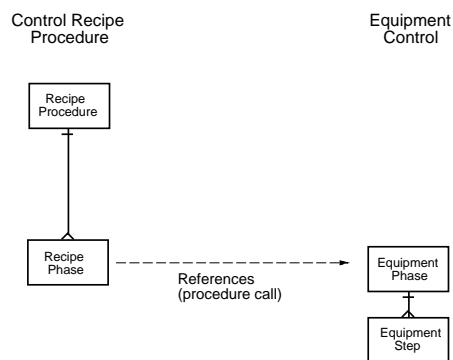 Control Recipe
Procedure
Equipment
Control
Recipe
Procedure
Recipe
Phase
References
(procedure call)
Equipment
Phase
Equipment
Step